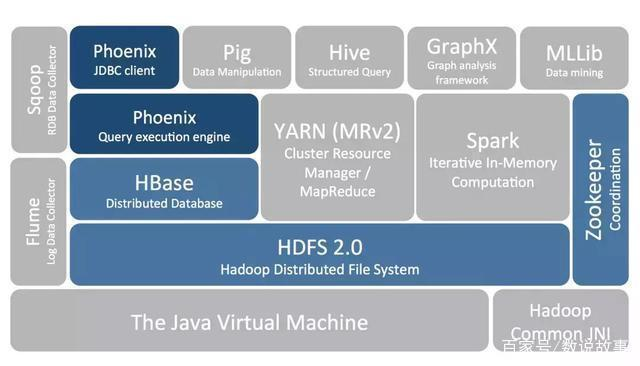 Sqoop
RDB Data Collector
Phoenix
JDBC client
Pig
Data Manipulation
Hive
Structured Query
GraphX
Graph analysis
framework
MLLib
Data mining
Phoenix
Query execution engine
YARN (MRv2)
Cluster Resource
Manager /
MapReduce
Spark
Iterative In-Memory
Computation
Zookeeper
Coordination
Flume
Log Data Collector
HBase
Distributed Database
HDFS 2.0
Hadoop Distributed File System
The Java Virtual Machine
Hadoop
Common JNI
百家号/数说故事